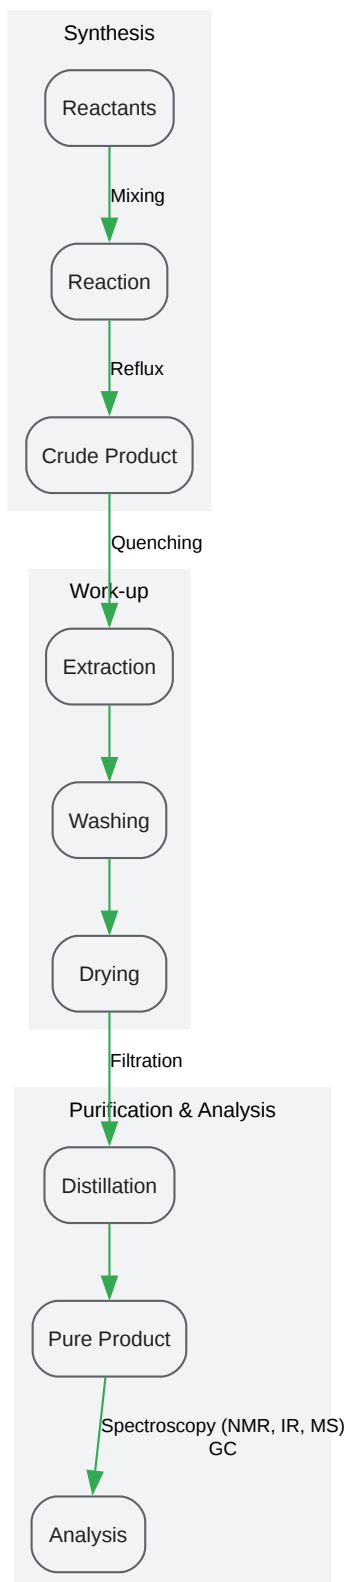 Synthesis
Reactants
Mixing
Reaction
Reflux
Crude Product
Quenching
Work-up
Extraction
Washing
Drying
Filtration
Purification & Analysis
Distillation
Pure Product
Spectroscopy (NMR, IR, MS)
GC
Analysis